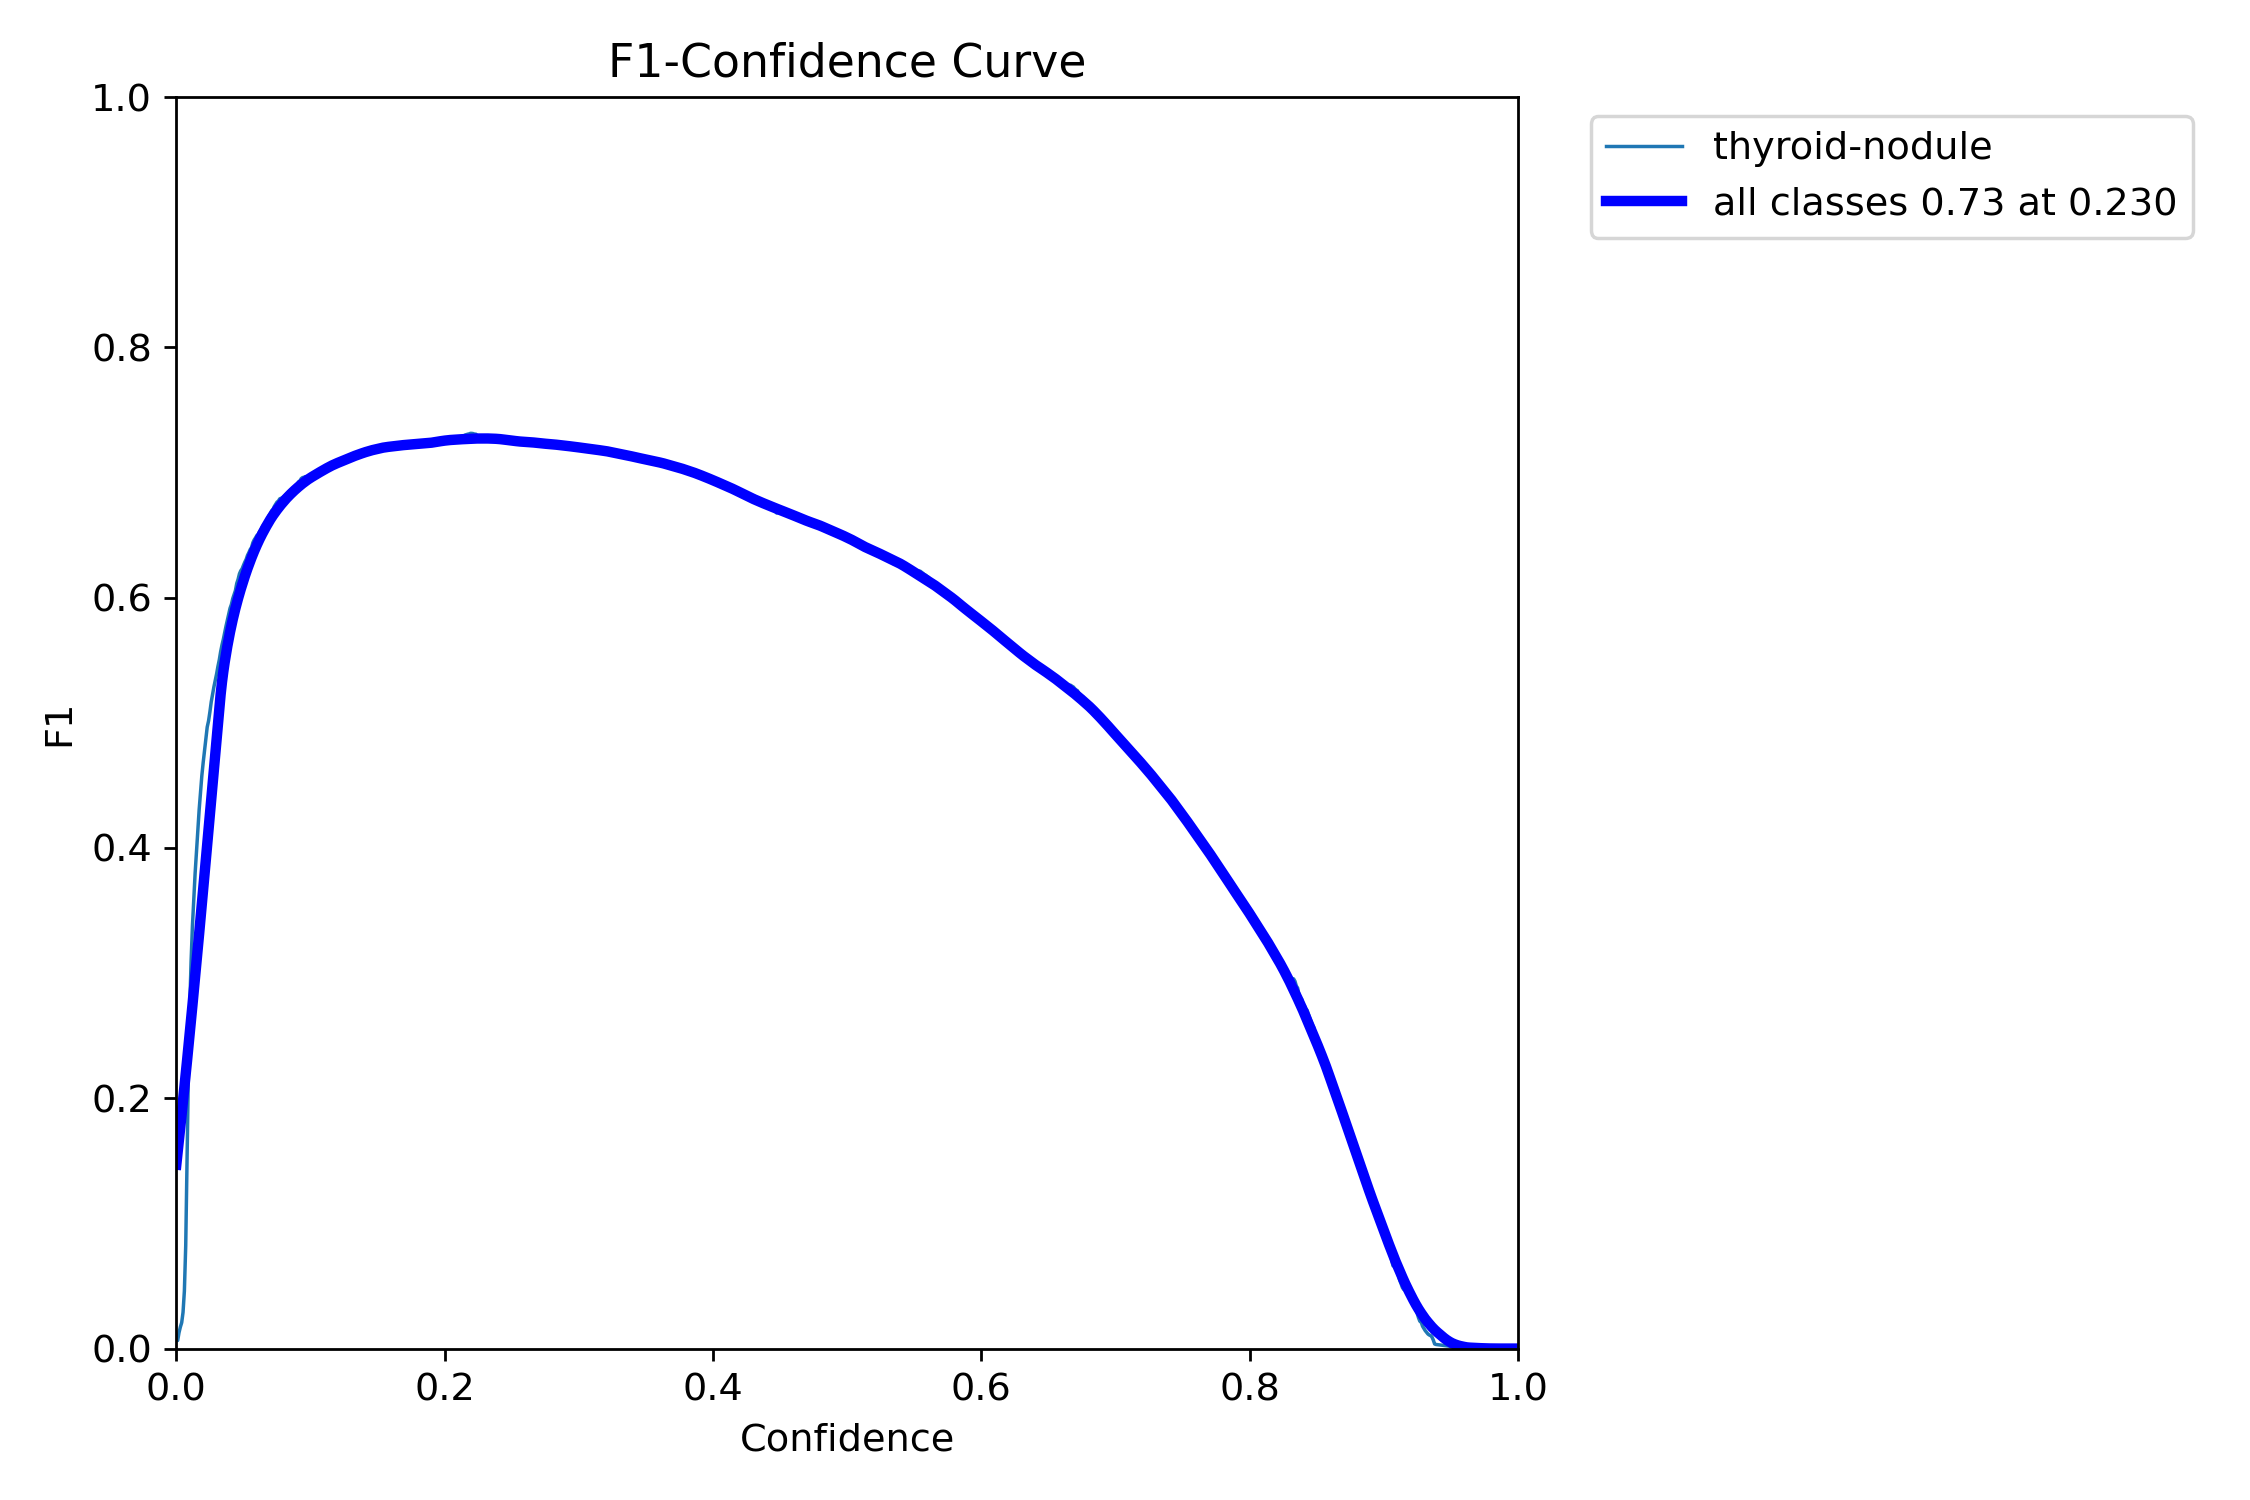 F1-Confidence Curve
1.0
0.8
0.6
0.4
0.2
0.0
F1
0.0 0.2 0.4 0.6 0.8 1.0
Confidence
thyroid-nodule
all classes 0.73 at 0.230